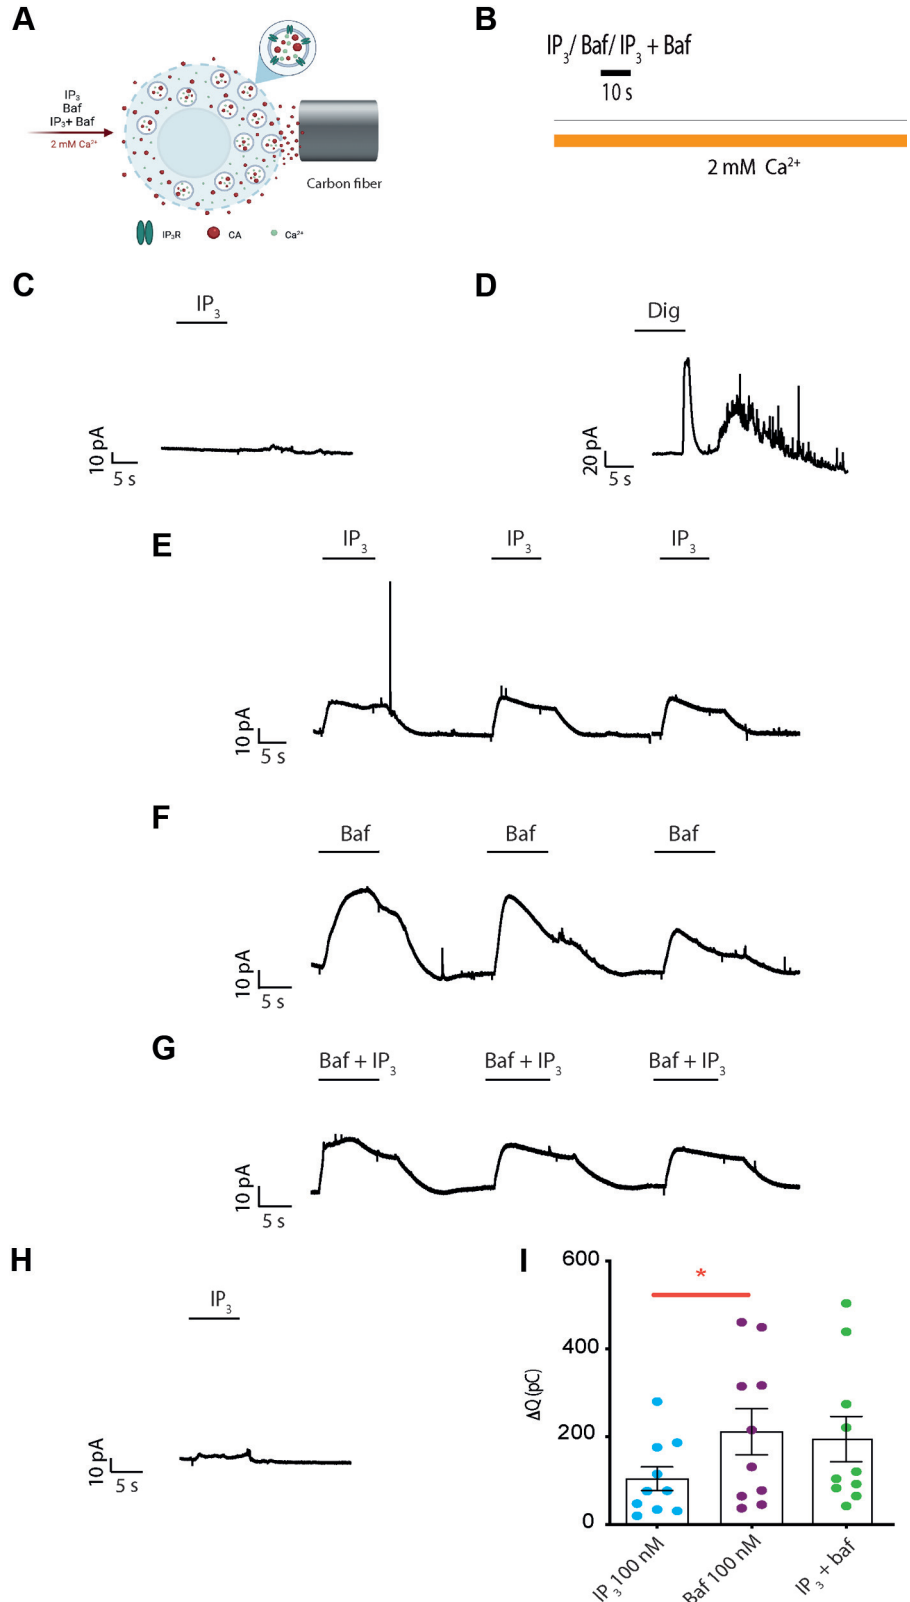 A
IP₃
Baf
IP₃+ Baf
2 mM Ca²⁺
Carbon fiber
IP₃R
CA
Ca²⁺
B
IP₃/ Baf/ IP₃ + Baf
10 s
2 mM Ca²⁺
C
IP₃
10 pA
5 s
D
Dig
20 pA
5 s
E
IP₃ IP₃ IP₃
10 pA
5 s
F
Baf Baf Baf
10 pA
5 s
G
Baf + IP₃ Baf + IP₃ Baf + IP₃
10 pA
5 s
H
IP₃
10 pA
5 s
I
*
600
400
200
0
ΔQ (pC)
IP₃ 100 nM
Baf 100 nM
IP₃ + baf